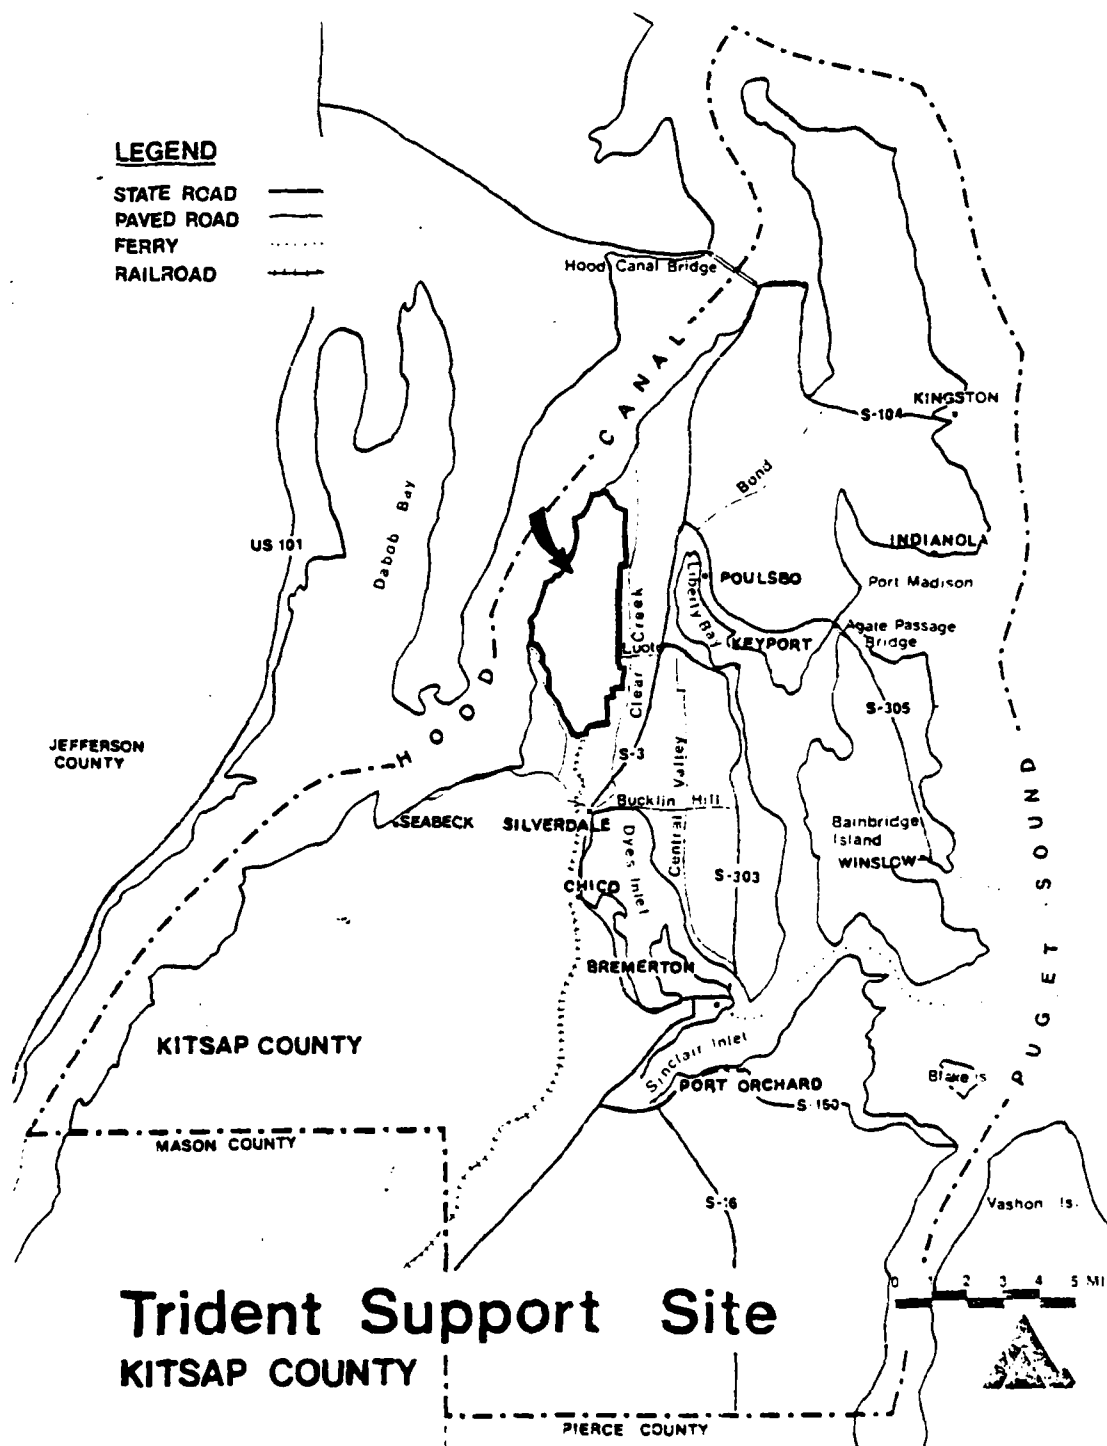 LEGEND
STATE ROAD
PAVED ROAD
FERRY
RAILROAD
Hood Canal Bridge
HOOD CANAL
KINGSTON
S-104
Bond
Dabob Bay
US 101
INDIANOLA
Liberty Bay
POULSBO
Port Madison
Clear Creek
KEYPORT
Agate Passage
Bridge
S-305
JEFFERSON
COUNTY
S-3
Central Valley
Bucklin Hill
SEABECK
SILVERDALE
Dyes Inlet
Bainbridge
Island
WINSLOW
S-303
CHICO
PUGET SOUND
BREMERTON
KITSAP COUNTY
Sinclair Inlet
Blake Is
PORT ORCHARD
S-160
MASON COUNTY
S-16
Vashon Is.
0 1 2 3 4 5 MI
Trident Support Site
KITSAP COUNTY
PIERCE COUNTY